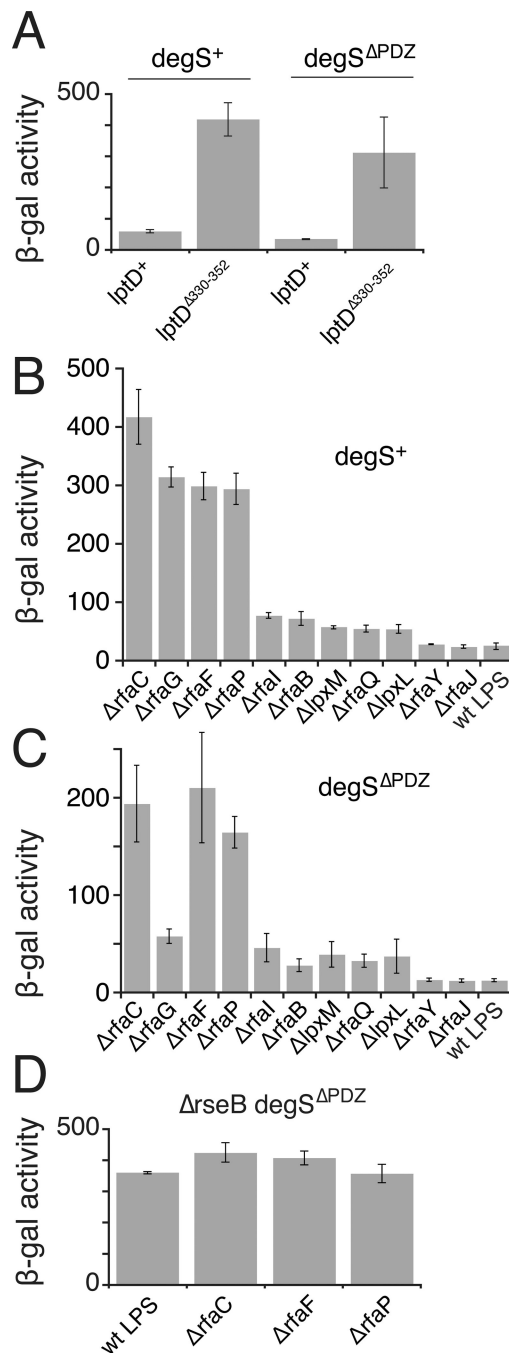 A
degS+ degSΔPDZ
500
0
β-gal activity
lptD+ lptDΔ330-352 lptD+ lptDΔ330-352
B
500
400
300
200
100
0
β-gal activity
degS+
ΔrfaC ΔrfaG ΔrfaF ΔrfaP ΔrfaI ΔrfaB ΔlpxM ΔrfaQ ΔlpxL ΔrfaY ΔrfaJ wt LPS
C
200
100
0
β-gal activity
degSΔPDZ
ΔrfaC ΔrfaG ΔrfaF ΔrfaP ΔrfaI ΔrfaB ΔlpxM ΔrfaQ ΔlpxL ΔrfaY ΔrfaJ wt LPS
D
ΔrseB degSΔPDZ
500
0
β-gal activity
wt LPS ΔrfaC ΔrfaF ΔrfaP